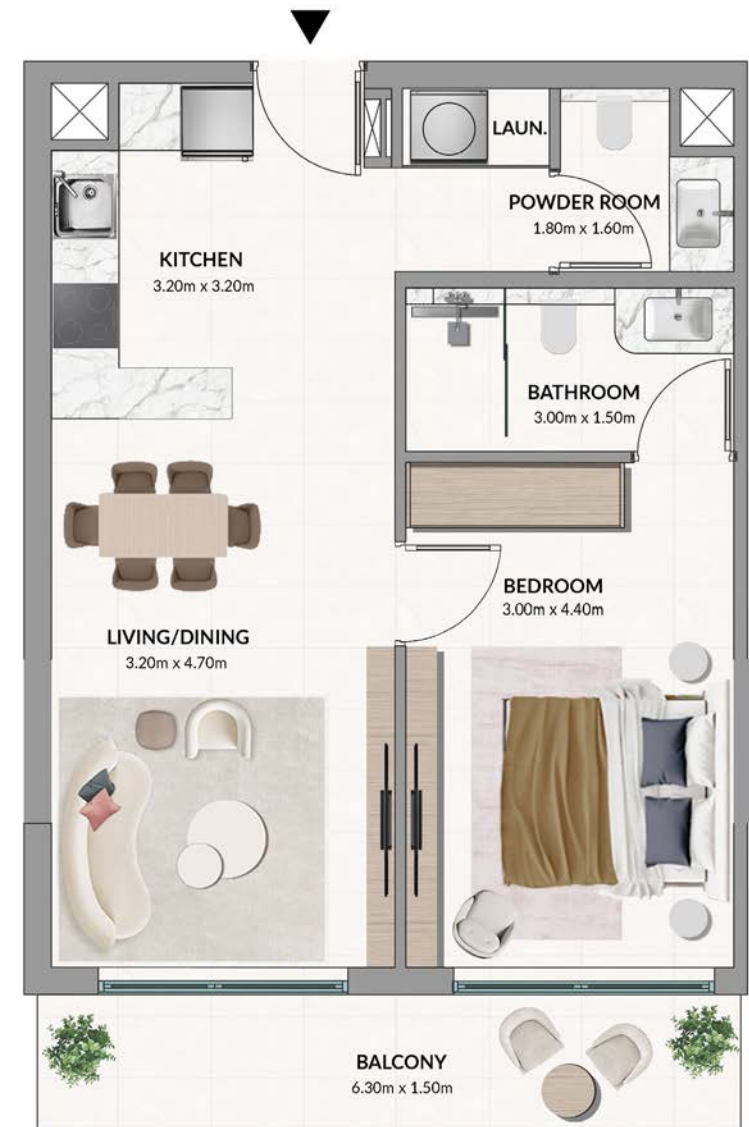 LAUN.
POWDER ROOM
1.80m x 1.60m
KITCHEN
3.20m x 3.20m
BATHROOM
3.00m x 1.50m
BEDROOM
3.00m x 4.40m
LIVING/DINING
3.20m x 4.70m
BALCONY
6.30m x 1.50m